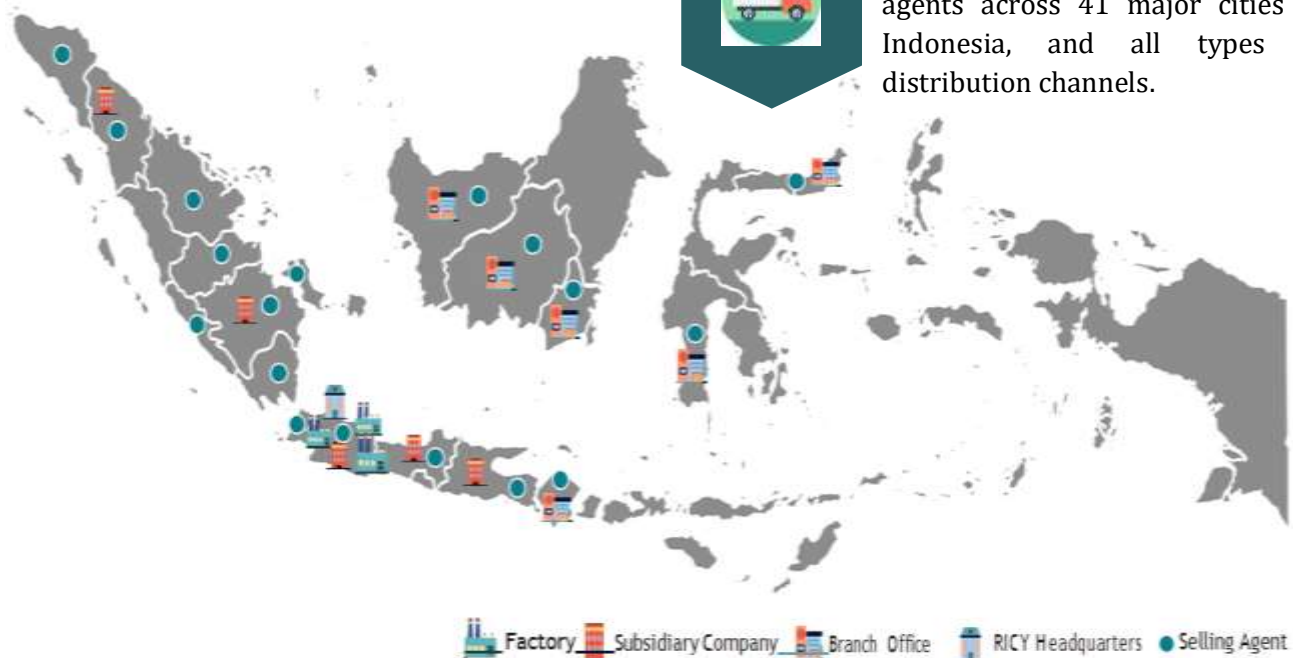 agents across 41 major cities
Indonesia, and all types
distribution channels.
Factory Subsidiary Company Branch Office RICY Headquarters Selling Agent